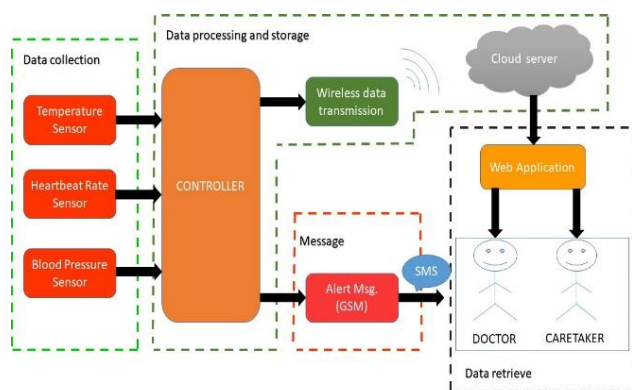 Data processing and storage
Data collection
Temperature
Sensor
Heartbeat Rate
Sensor
Blood Pressure
Sensor
CONTROLLER
Wireless data
transmission
Cloud server
Web Application
Message
Alert Msg.
(GSM)
SMS
DOCTOR
CARETAKER
Data retrieve